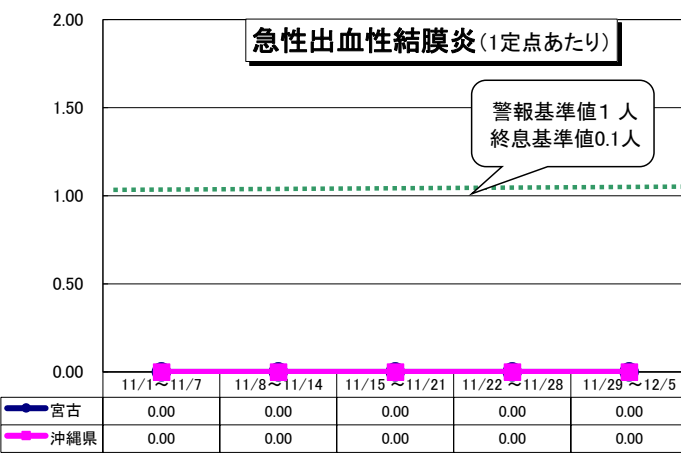 急性出血性結膜炎(1定点あたり)
警報基準値1 人
終息基準値0.1人
2.00
1.50
1.00
0.50
0.00
11/1~11/7 11/8~11/14 11/15 ~11/21 11/22 ~11/28 11/29 ~12/5
宮古 0.00 0.00 0.00 0.00 0.00
沖縄県 0.00 0.00 0.00 0.00 0.00